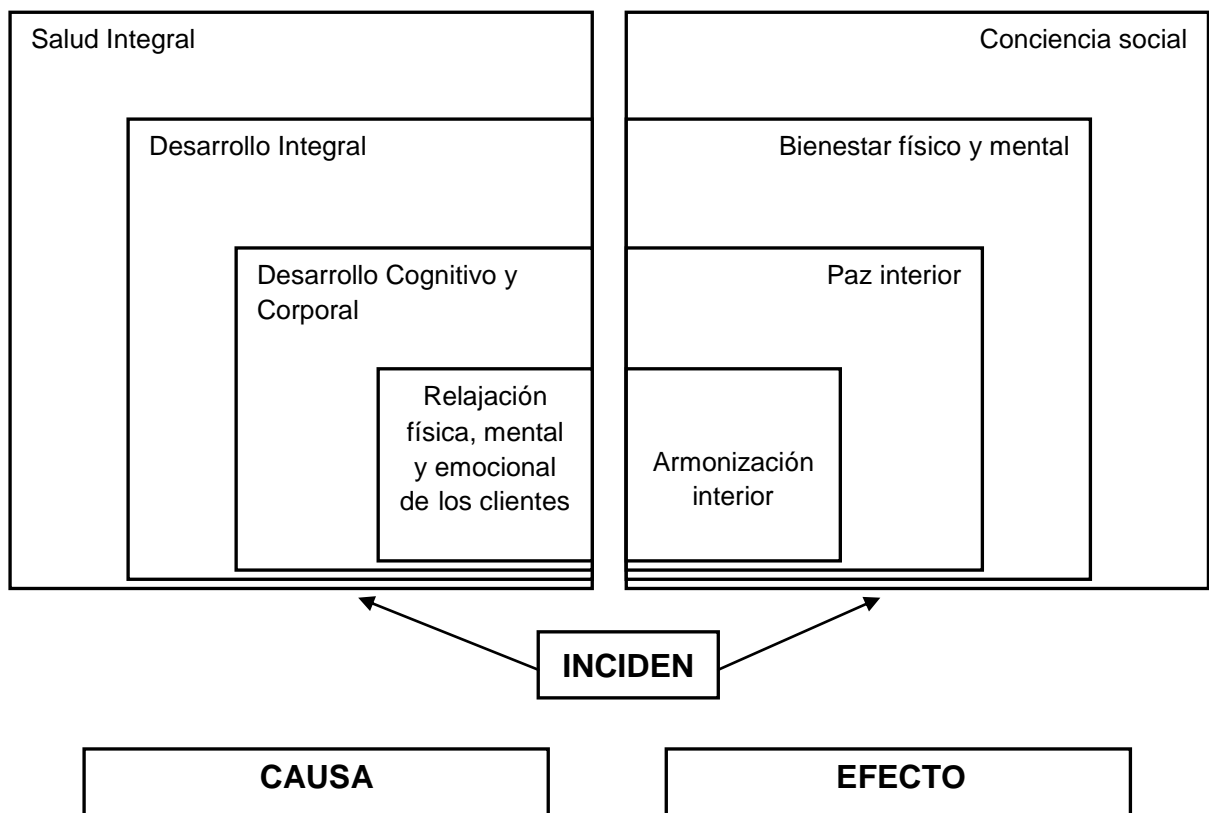 Salud Integral
Conciencia social
Desarrollo Integral
Bienestar físico y mental
Desarrollo Cognitivo y
Corporal
Paz interior
Relajación
física, mental
y emocional
de los clientes
Armonización
interior
INCIDEN
CAUSA
EFECTO